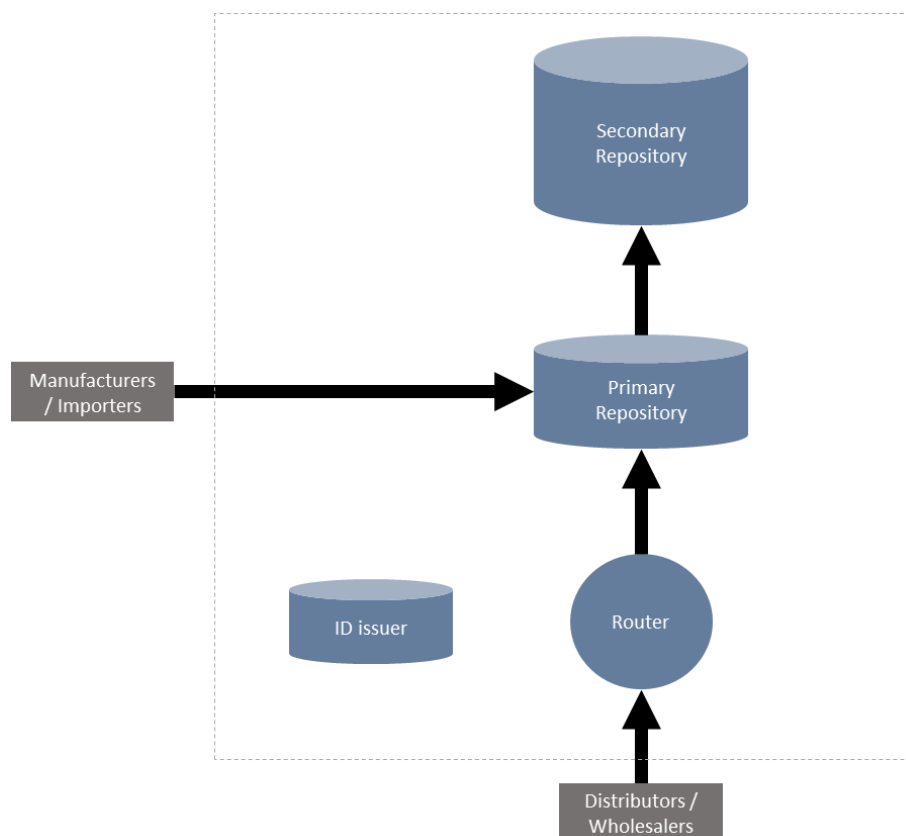 Secondary
Repository
Manufacturers
/ Importers
Primary
Repository
ID issuer
Router
Distributors /
Wholesalers